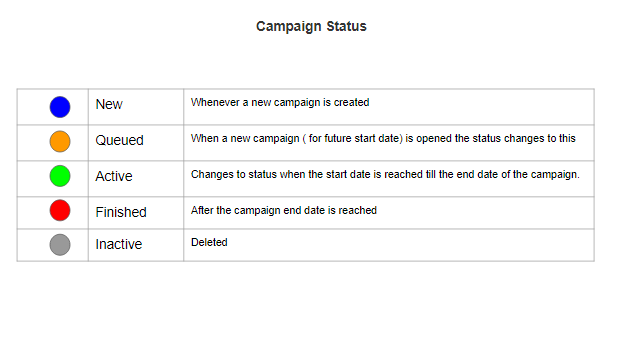 Campaign Status
New Whenever a new campaign is created
Queued When a new campaign ( for future start date) is opened the status changes to this
Active Changes to status when the start date is reached till the end date of the campaign.
Finished After the campaign end date is reached
Inactive Deleted